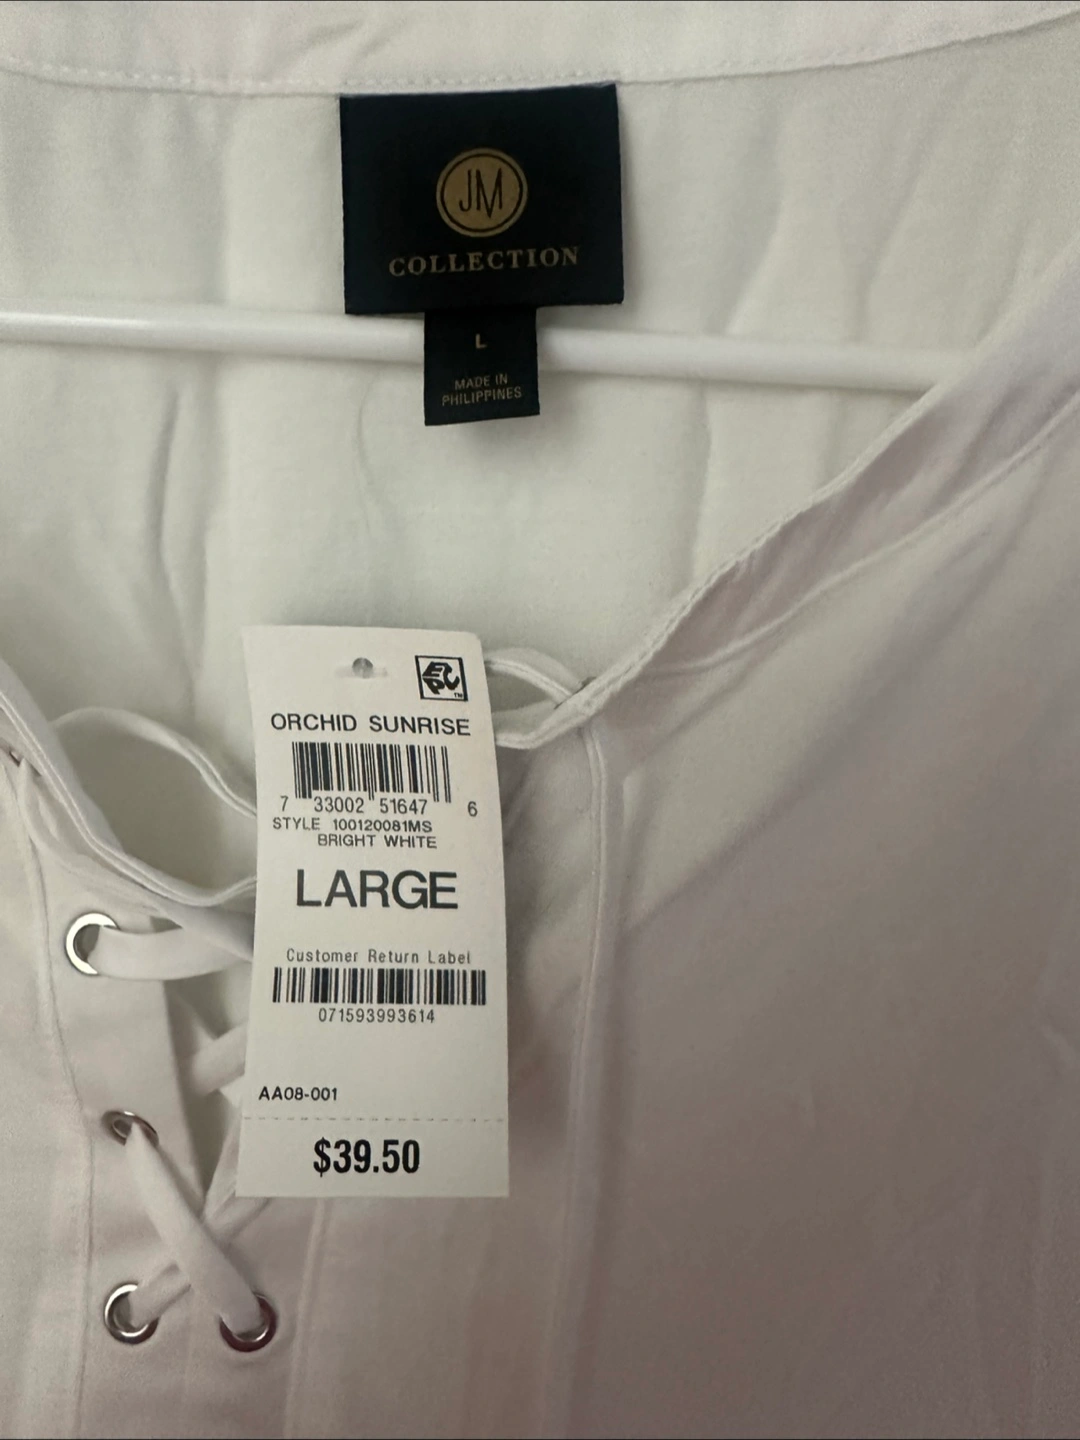 JM
COLLECTION
L
MADE IN
PHILIPPINES
EPC™
ORCHID SUNRISE
7 33002 51647 6
STYLE 100120081MS
BRIGHT WHITE
LARGE
Customer Return Label
071593993614
AA08-001
$39.50